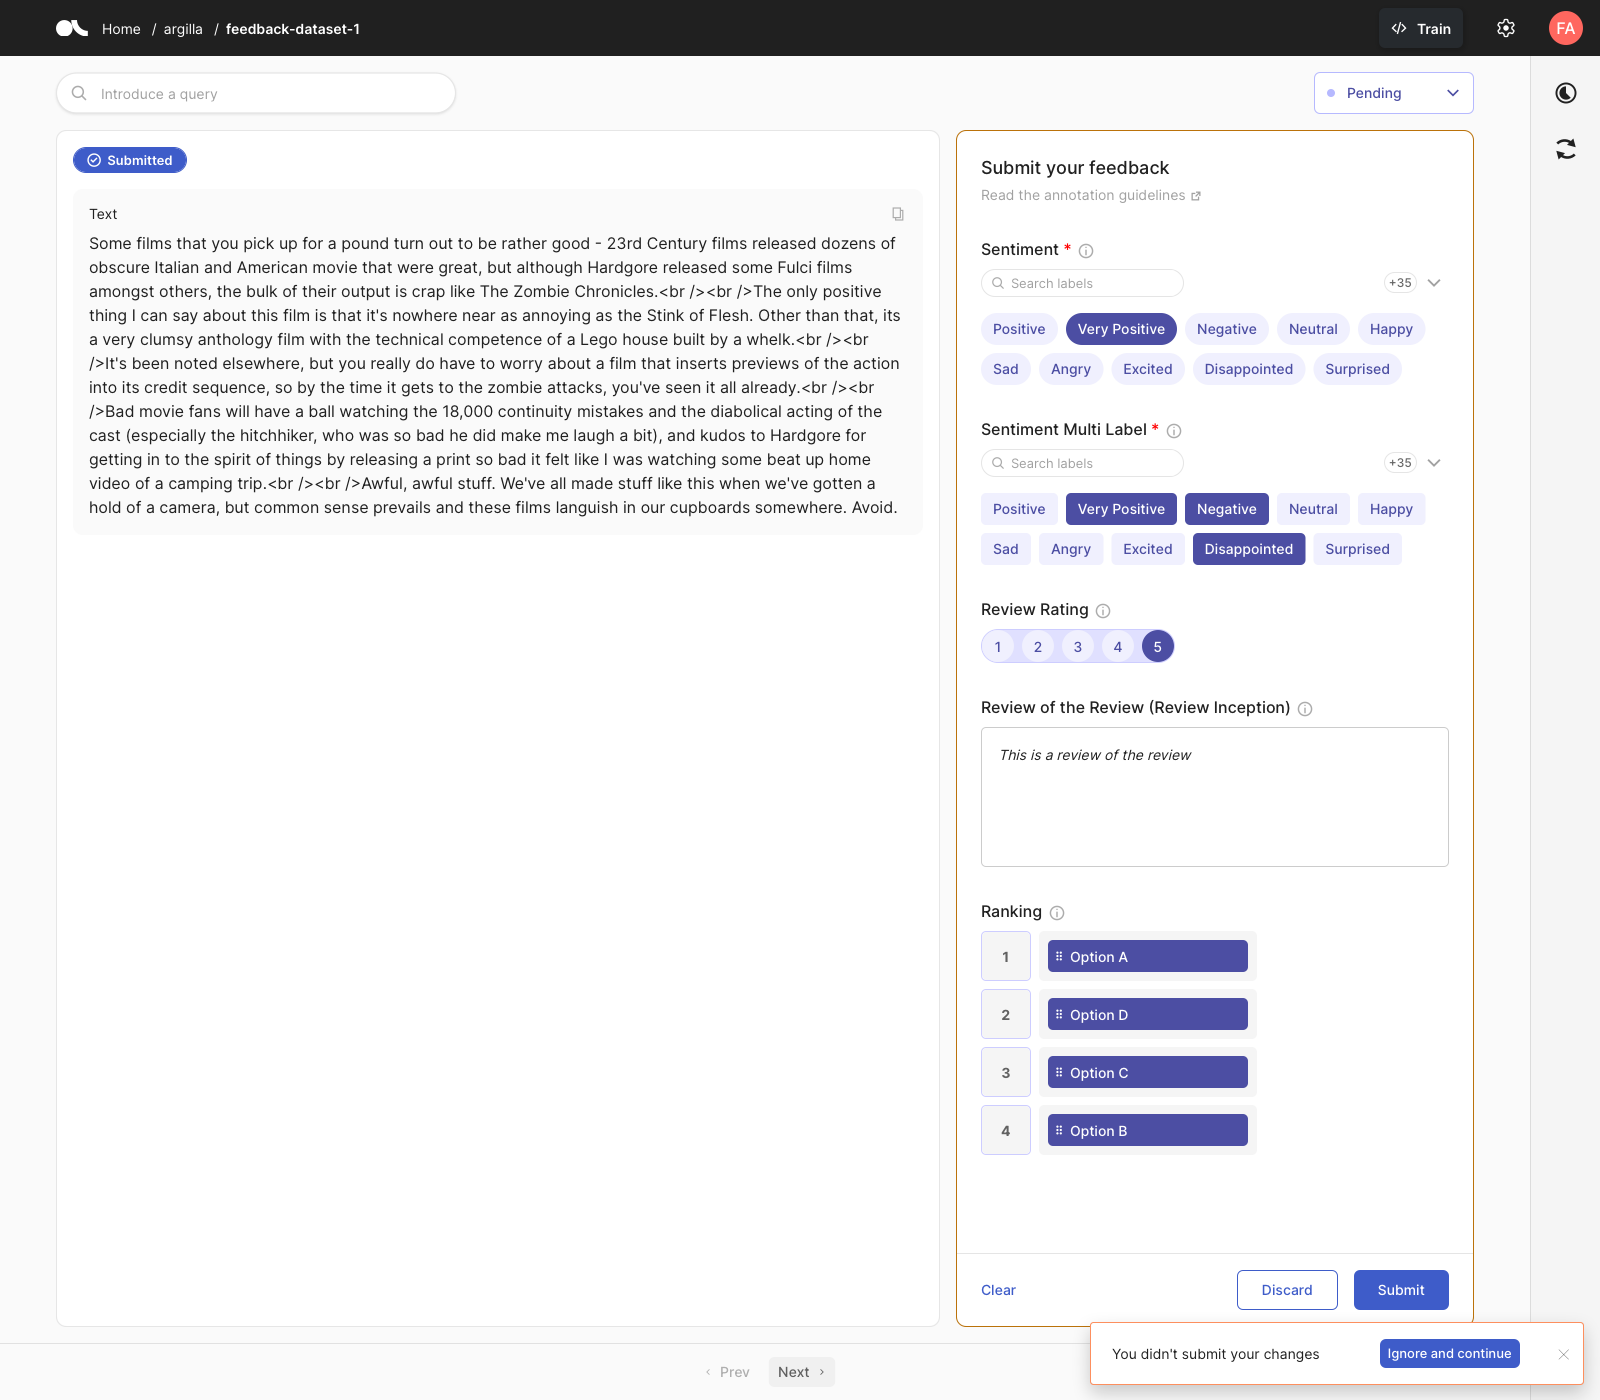 Home / argilla / feedback-dataset-1
Train
FA
Introduce a query
Pending
Submitted
Text
Some films that you pick up for a pound turn out to be rather good - 23rd Century films released dozens of
obscure Italian and American movie that were great, but although Hardgore released some Fulci films
amongst others, the bulk of their output is crap like The Zombie Chronicles.<br /><br />The only positive
thing I can say about this film is that it's nowhere near as annoying as the Stink of Flesh. Other than that, its
a very clumsy anthology film with the technical competence of a Lego house built by a whelk.<br /><br
/>It's been noted elsewhere, but you really do have to worry about a film that inserts previews of the action
into its credit sequence, so by the time it gets to the zombie attacks, you've seen it all already.<br /><br
/>Bad movie fans will have a ball watching the 18,000 continuity mistakes and the diabolical acting of the
cast (especially the hitchhiker, who was so bad he did make me laugh a bit), and kudos to Hardgore for
getting in to the spirit of things by releasing a print so bad it felt like I was watching some beat up home
video of a camping trip.<br /><br />Awful, awful stuff. We've all made stuff like this when we've gotten a
hold of a camera, but common sense prevails and these films languish in our cupboards somewhere. Avoid.
Submit your feedback
Read the annotation guidelines
Sentiment *
Search labels
+35
Positive Very Positive Negative Neutral Happy
Sad Angry Excited Disappointed Surprised
Sentiment Multi Label *
Search labels
+35
Positive Very Positive Negative Neutral Happy
Sad Angry Excited Disappointed Surprised
Review Rating
1 2 3 4 5
Review of the Review (Review Inception)
This is a review of the review
Ranking
1 Option A
2 Option D
3 Option C
4 Option B
Clear Discard Submit
You didn't submit your changes Ignore and continue
Prev Next